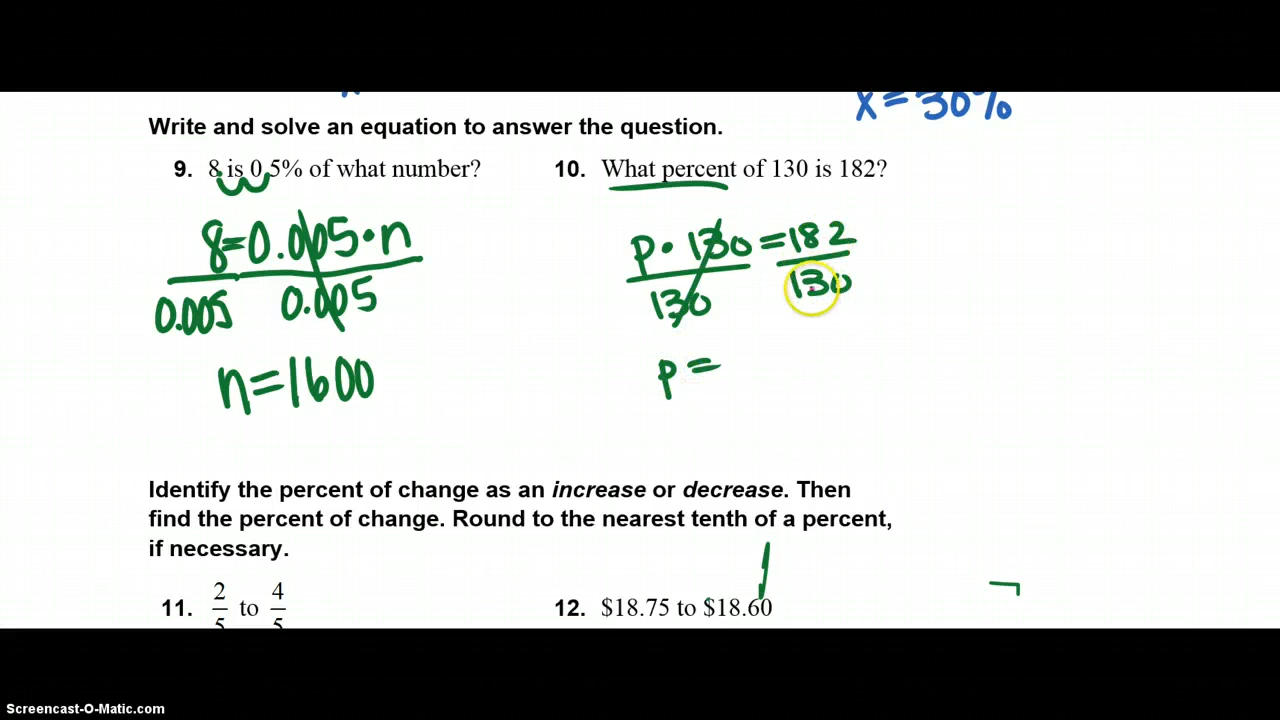 x = 30%
Write and solve an equation to answer the question.
9. 8 is 0.5% of what number?
10. What percent of 130 is 182?
8=0.005•n
0.005 0.005
n=1600
p • 130 = 182
130 130
p =
Identify the percent of change as an increase or decrease. Then
find the percent of change. Round to the nearest tenth of a percent,
if necessary.
11. 2/5 to 4/5
12. $18.75 to $18.60
Screencast-O-Matic.com